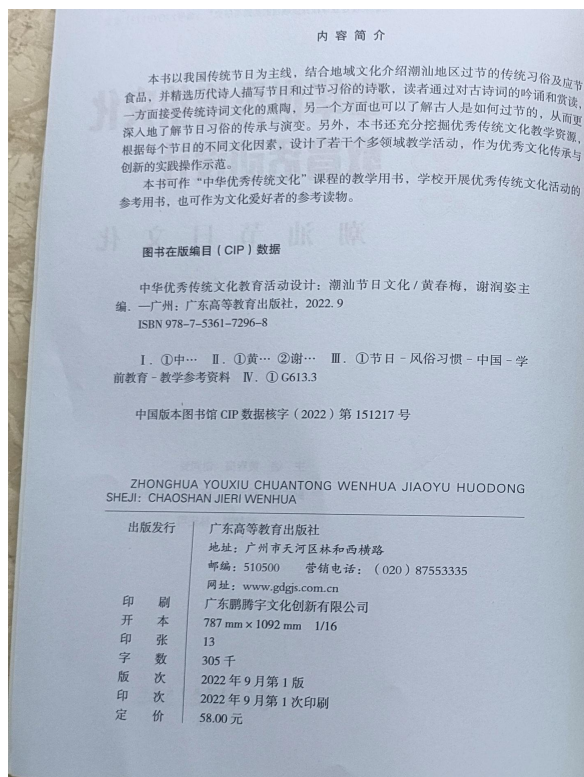 内容简介
本书以我国传统节日为主线，结合地域文化介绍潮汕地区过节的传统习俗及应节
食品，并精选历代诗人描写节日和过节习俗的诗歌，读者通过对古诗词的吟诵和赏读，
一方面接受传统诗词文化的熏陶，另一个方面也可以了解古人是如何过节的，从而更
深入地了解节日习俗的传承与演变。另外，本书还充分挖掘优秀传统文化教学资源，
根据每个节日的不同文化因素，设计了若干个多领域教学活动，作为优秀文化传承与
创新的实践操作示范。
本书可作“中华优秀传统文化”课程的教学用书，学校开展优秀传统文化活动的
参考用书，也可作为文化爱好者的参考读物。
图书在版编目（CIP）数据
中华优秀传统文化教育活动设计：潮汕节日文化/黄春梅，谢润姿主
编．—广州：广东高等教育出版社，2022.9
ISBN 978-7-5361-7296-8
Ⅰ．①中… Ⅱ．①黄… ②谢… Ⅲ．①节日－风俗习惯－中国－学
前教育－教学参考资料 Ⅳ．①G613.3
中国版本图书馆CIP数据核字（2022）第151217号
ZHONGHUA YOUXIU CHUANTONG WENHUA JIAOYU HUODONG
SHEJI: CHAOSHAN JIERI WENHUA
出版发行 广东高等教育出版社
地址：广州市天河区林和西横路
邮编：510500 营销电话：（020）87553335
网址：www.gdgjs.com.cn
印刷 广东鹏腾宇文化创新有限公司
开本 787 mm×1092 mm 1/16
印张 13
字数 305千
版次 2022年9月第1版
印次 2022年9月第1次印刷
定价 58.00元